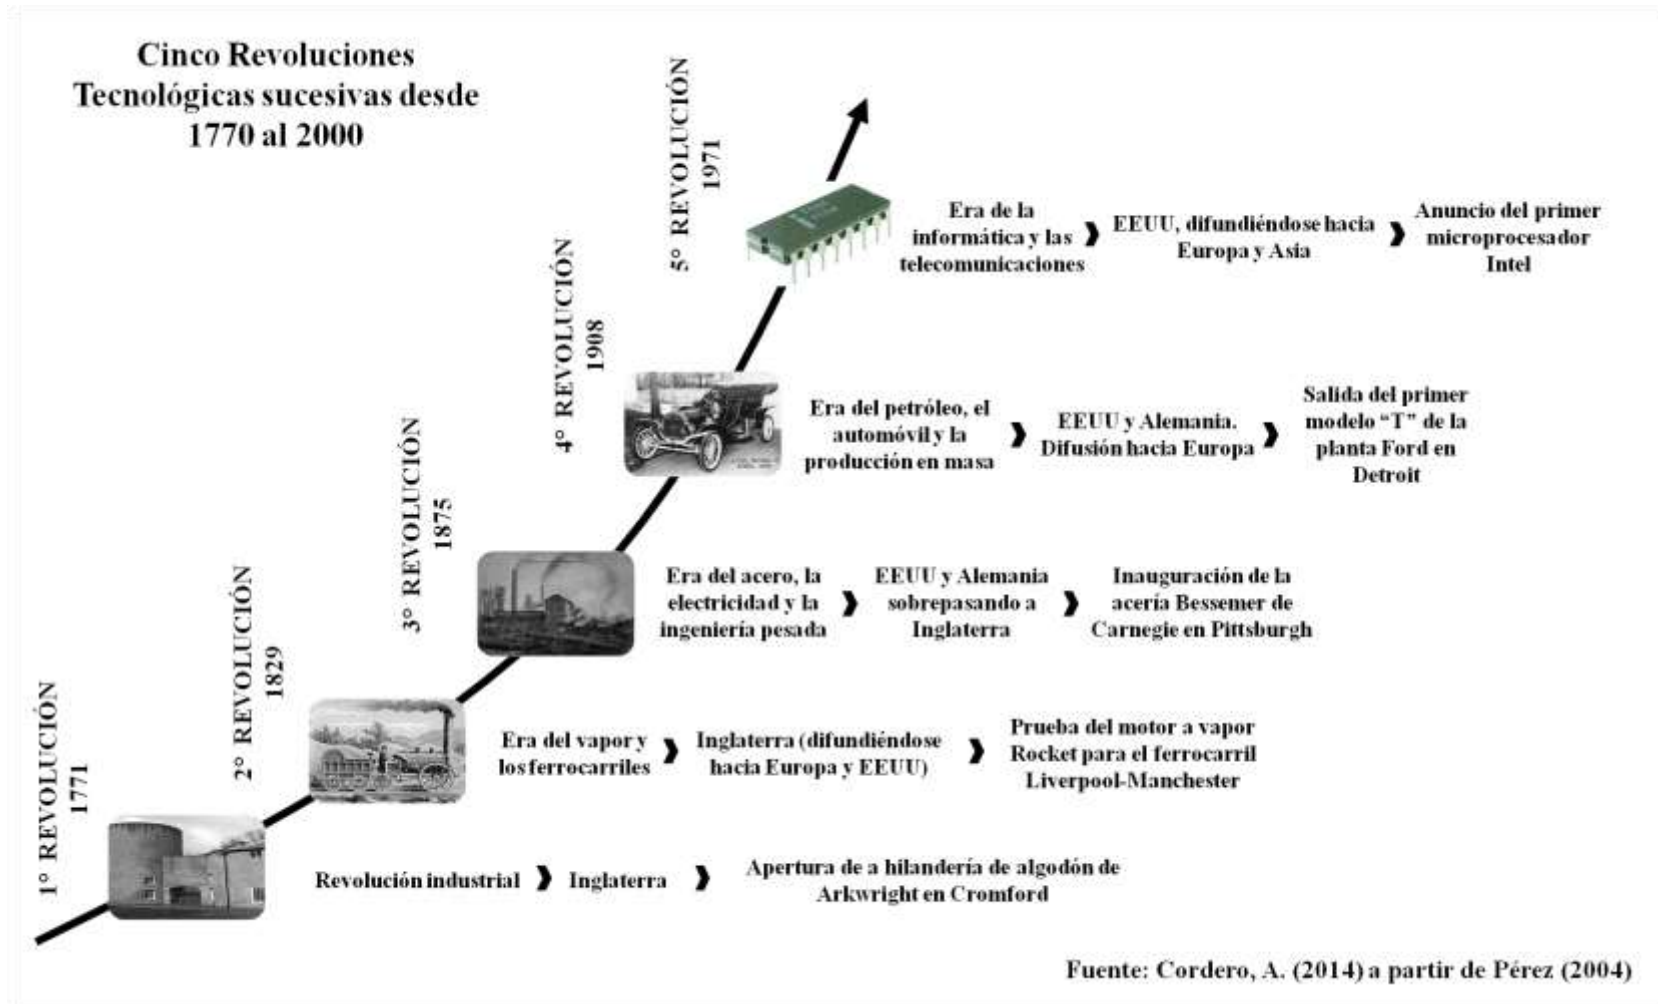 Cinco Revoluciones
Tecnológicas sucesivas desde
1770 al 2000
5° REVOLUCIÓN
1971
Era de la
informática y las
telecomunicaciones
EEUU, difundiéndose hacia
Europa y Asia
Anuncio del primer
microprocesador
Intel
4° REVOLUCIÓN
1908
Era del petróleo, el
automóvil y la
producción en masa
EEUU y Alemania.
Difusión hacia Europa
Salida del primer
modelo “T” de la
planta Ford en
Detroit
3° REVOLUCIÓN
1875
Era del acero, la
electricidad y la
ingeniería pesada
EEUU y Alemania
sobrepasando a
Inglaterra
Inauguración de la
acería Bessemer de
Carnegie en Pittsburgh
2° REVOLUCIÓN
1829
Era del vapor y
los ferrocarriles
Inglaterra (difundiéndose
hacia Europa y EEUU)
Prueba del motor a vapor
Rocket para el ferrocarril
Liverpool-Manchester
1° REVOLUCIÓN
1771
Revolución industrial
Inglaterra
Apertura de a hilandería de algodón de
Arkwright en Cromford
Fuente: Cordero, A. (2014) a partir de Pérez (2004)